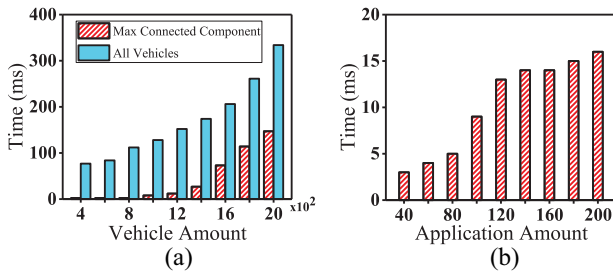 400
300
200
100
0
Time (ms)
Max Connected Component
All Vehicles
4 8 12 16 20
x10²
Vehicle Amount
(a)
20
15
10
5
0
Time (ms)
40 80 120 160 200
Application Amount
(b)